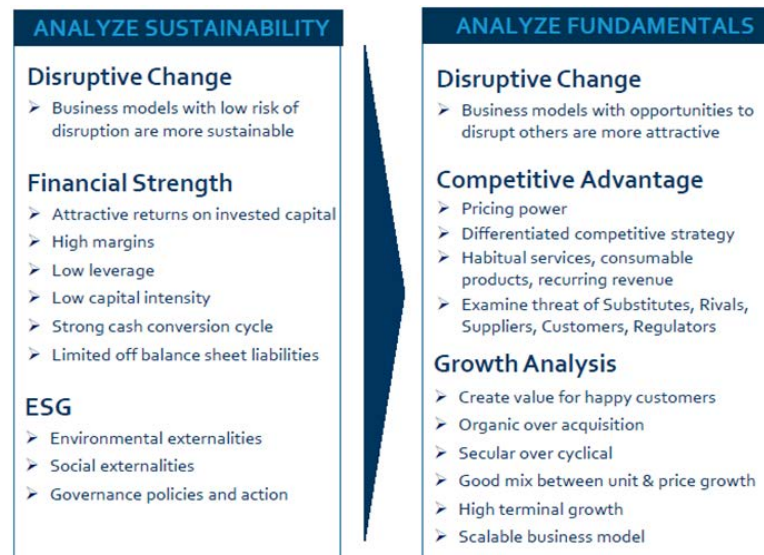 ANALYZE SUSTAINABILITY
Disruptive Change
➢ Business models with low risk of
disruption are more sustainable
Financial Strength
➢ Attractive returns on invested capital
➢ High margins
➢ Low leverage
➢ Low capital intensity
➢ Strong cash conversion cycle
➢ Limited off balance sheet liabilities
ESG
➢ Environmental externalities
➢ Social externalities
➢ Governance policies and action
ANALYZE FUNDAMENTALS
Disruptive Change
➢ Business models with opportunities to
disrupt others are more attractive
Competitive Advantage
➢ Pricing power
➢ Differentiated competitive strategy
➢ Habitual services, consumable
products, recurring revenue
➢ Examine threat of Substitutes, Rivals,
Suppliers, Customers, Regulators
Growth Analysis
➢ Create value for happy customers
➢ Organic over acquisition
➢ Secular over cyclical
➢ Good mix between unit & price growth
➢ High terminal growth
➢ Scalable business model